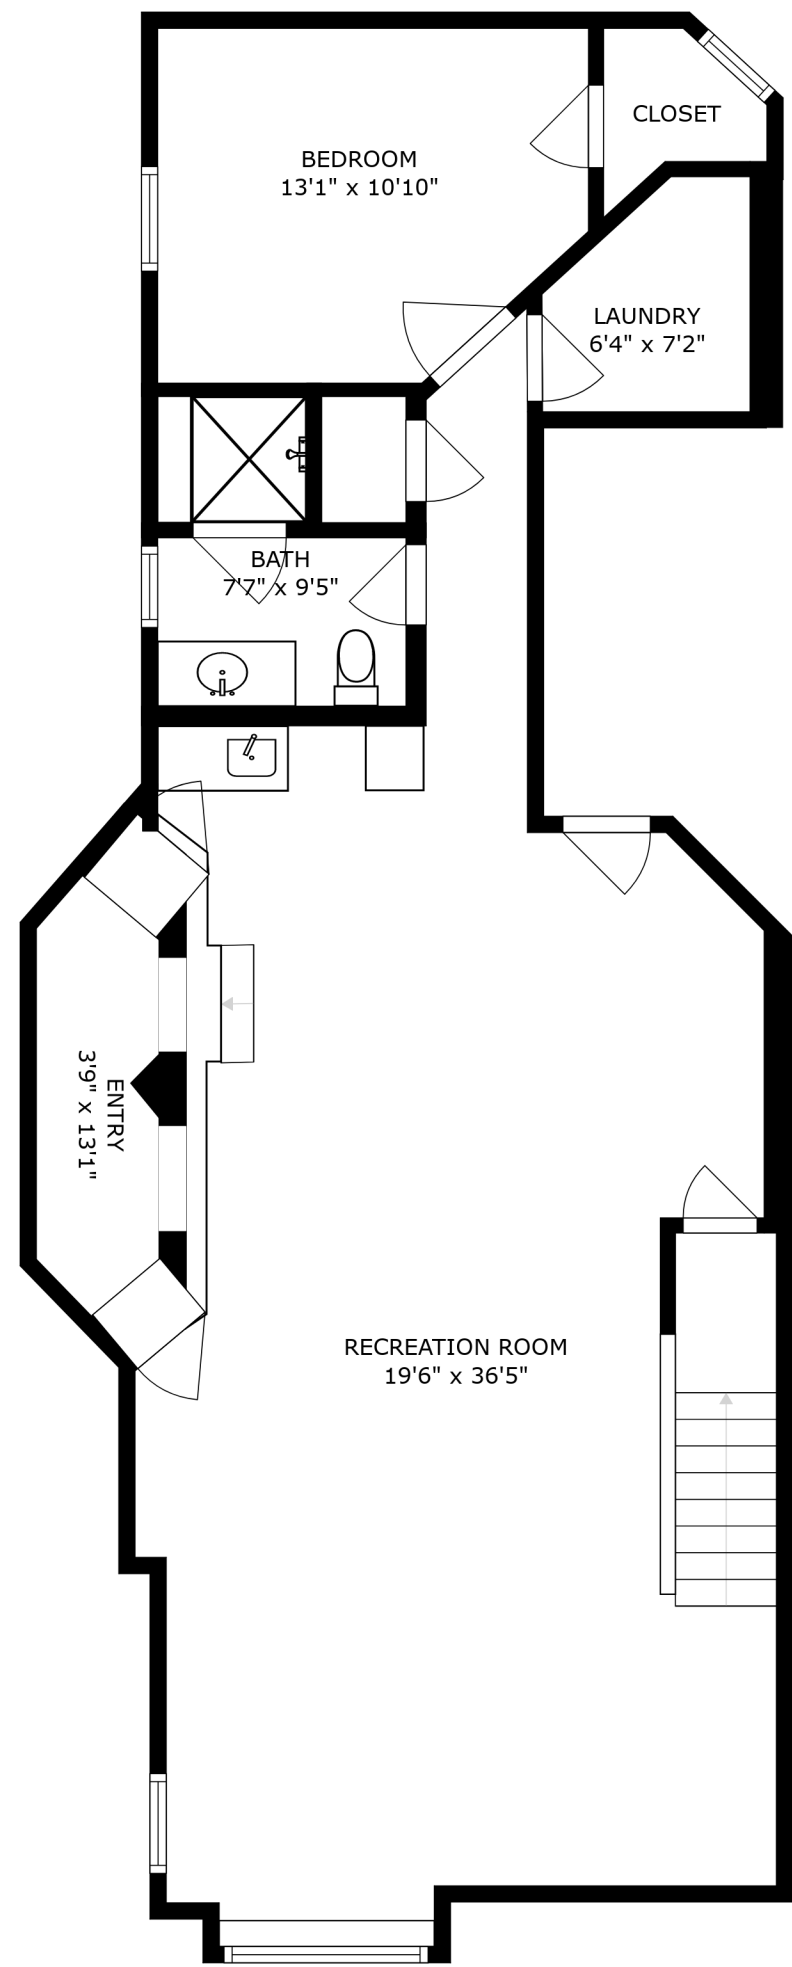 CLOSET
BEDROOM
13'1" x 10'10"
LAUNDRY
6'4" x 7'2"
BATH
7'7" x 9'5"
ENTRY
3'9" x 13'1"
RECREATION ROOM
19'6" x 36'5"